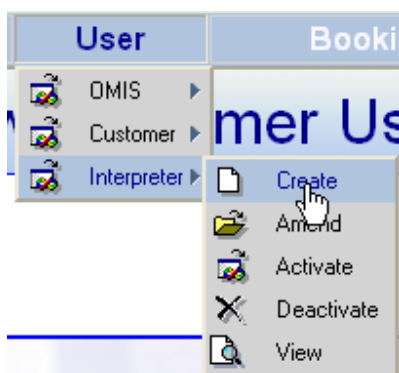 User Booki
OMIS
Customer mer Us
Interpreter
Create
Amend
Activate
Deactivate
View